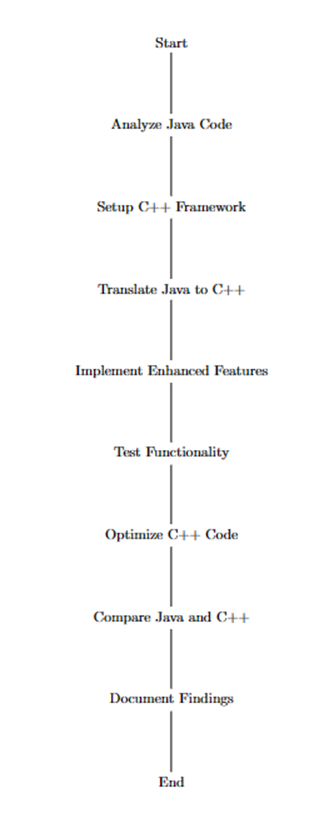 Start
Analyze Java Code
Setup C++ Framework
Translate Java to C++
Implement Enhanced Features
Test Functionality
Optimize C++ Code
Compare Java and C++
Document Findings
End